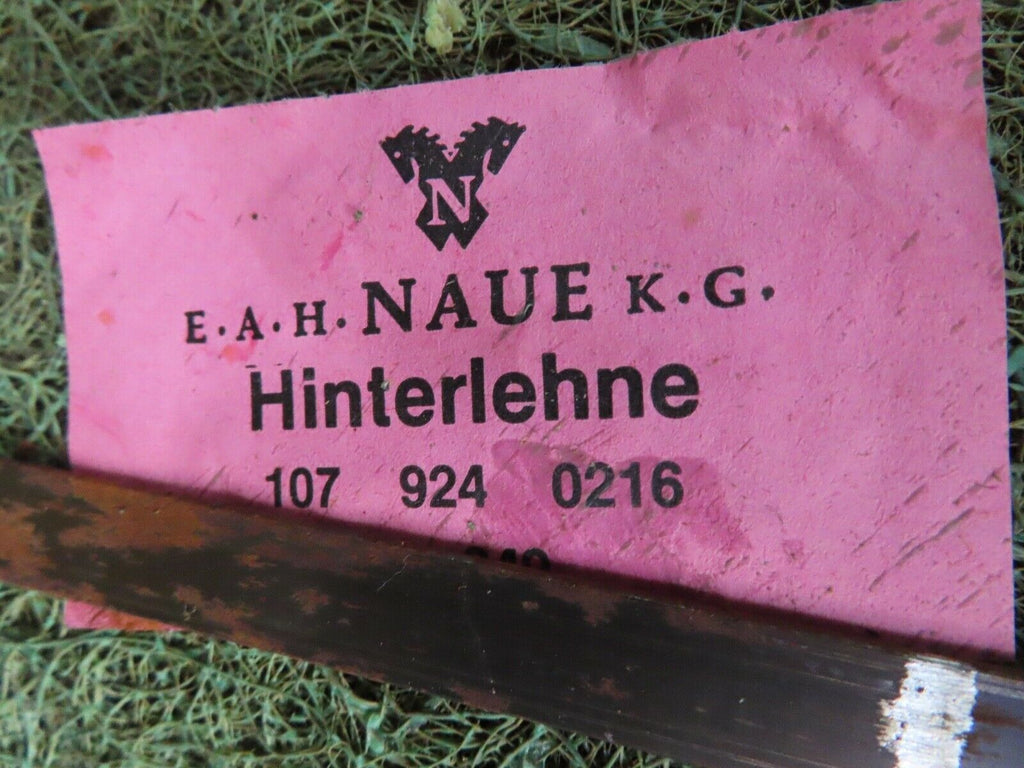 N
E·A·H·NAUE K·G.
Hinterlehne
107 924 0216